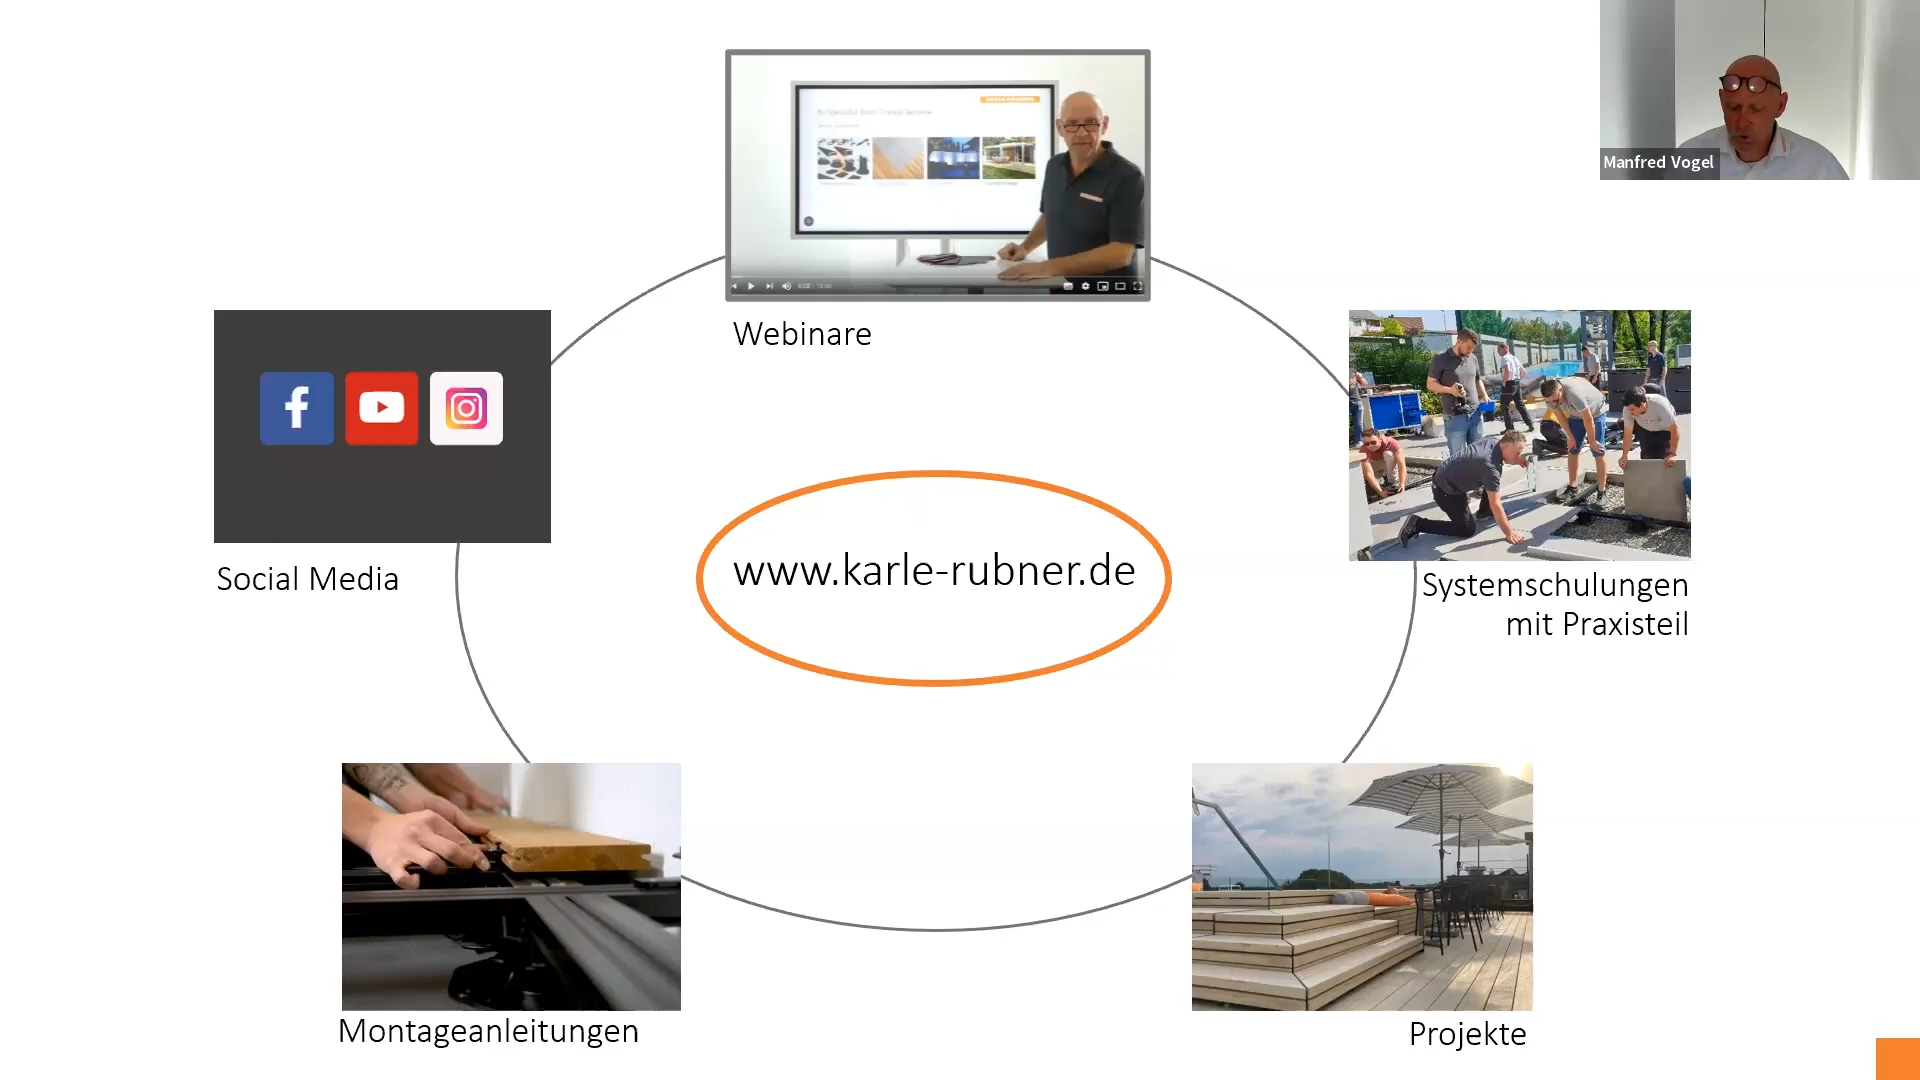 Manfred Vogel
Webinare
Social Media
www.karle-rubner.de
Systemschulungen
mit Praxisteil
Montageanleitungen
Projekte